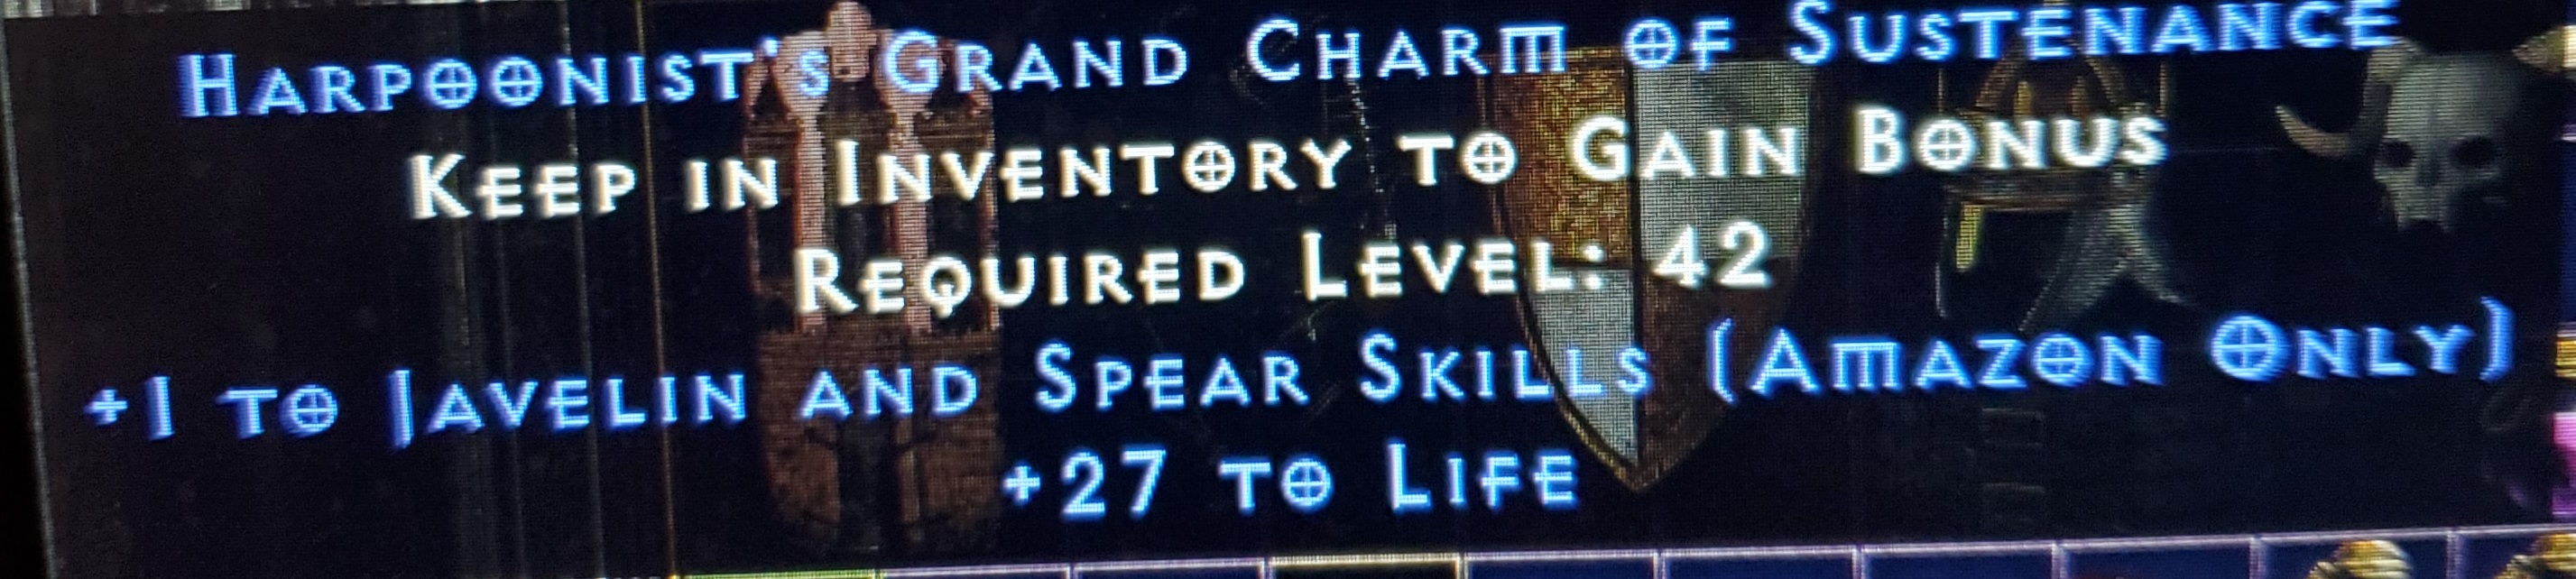 Harpoonist's Grand Charm of Sustenance
Keep in Inventory to Gain Bonus
Required Level: 42
+1 to Javelin and Spear Skills (Amazon Only)
+27 to Life